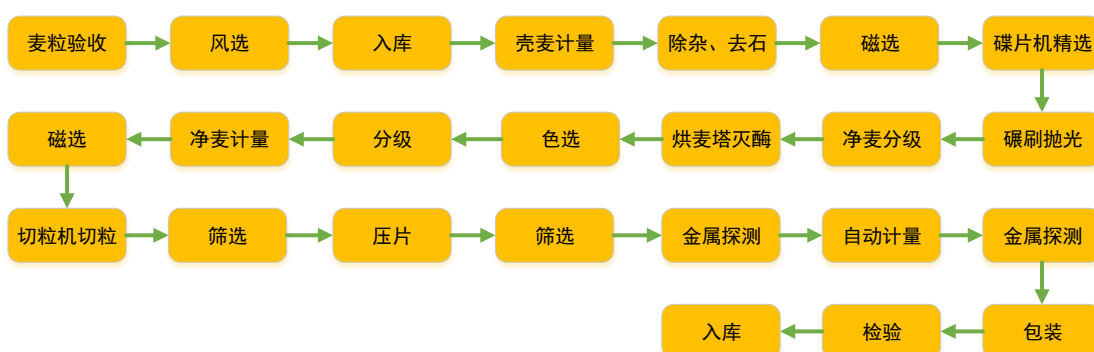 麦粒验收
风选
入库
壳麦计量
除杂、去石
磁选
碟片机精选
碾刷抛光
净麦分级
烘麦塔灭酶
色选
分级
净麦计量
磁选
切粒机切粒
筛选
压片
筛选
金属探测
自动计量
金属探测
包装
检验
入库